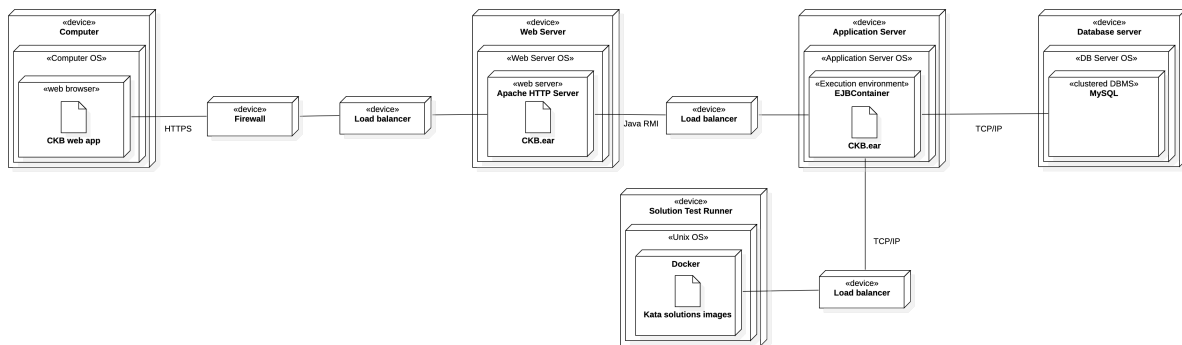 «device»
Computer
«Computer OS»
«web browser»
CKB web app
HTTPS
«device»
Firewall
«device»
Load balancer
«device»
Web Server
«Web Server OS»
«web server»
Apache HTTP Server
CKB.ear
Java RMI
«device»
Load balancer
«device»
Application Server
«Application Server OS»
«Execution environment»
EJBContainer
CKB.ear
TCP/IP
«device»
Database server
«DB Server OS»
«clustered DBMS»
MySQL
TCP/IP
«device»
Load balancer
«device»
Solution Test Runner
«Unix OS»
Docker
Kata solutions images